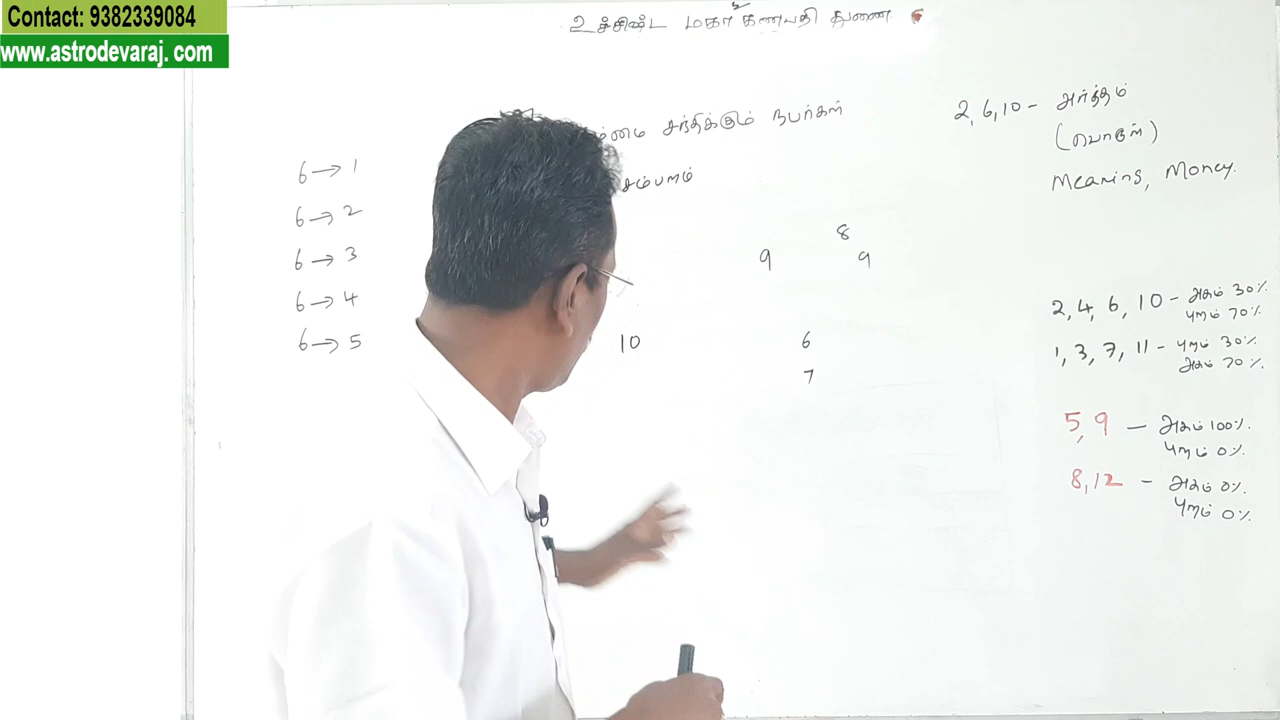 Contact: 9382339084
www.astrodevaraj. com
உச்சிஷ்ட மகா கணபதி துணை
சந்திக்கும் நபர்கள்
சம்பளம்
6 → 1
6 → 2
6 → 3
6 → 4
6 → 5
9
8
9
10
6
7
2, 6, 10 - அர்த்தம்
(பொருள்)
Meaning, Money.
2, 4, 6, 10 - அகம் 30%.
புறம் 70%
1, 3, 7, 11 - புறம் 30%.
அகம் 70%.
5, 9 — அகம் 100%.
புறம் 0%.
8, 12 - அகம் 0%.
புறம் 0%.